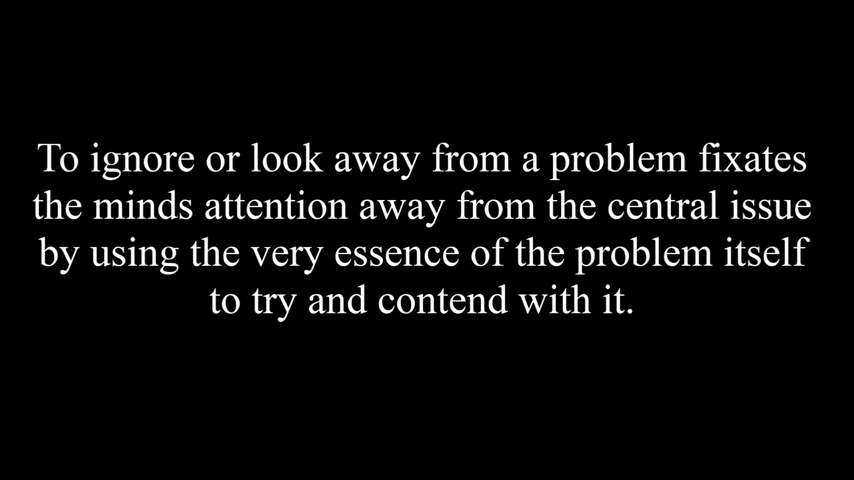 To ignore or look away from a problem fixates
the minds attention away from the central issue
by using the very essence of the problem itself
to try and contend with it.